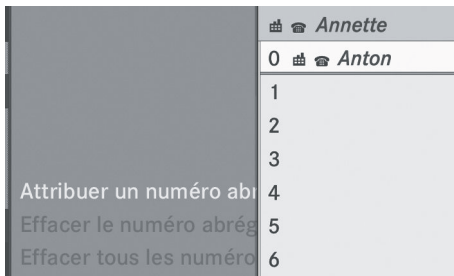 Annette
0 Anton
1
2
3
Attribuer un numéro abr 4
Effacer le numéro abrég 5
Effacer tous les numéro 6